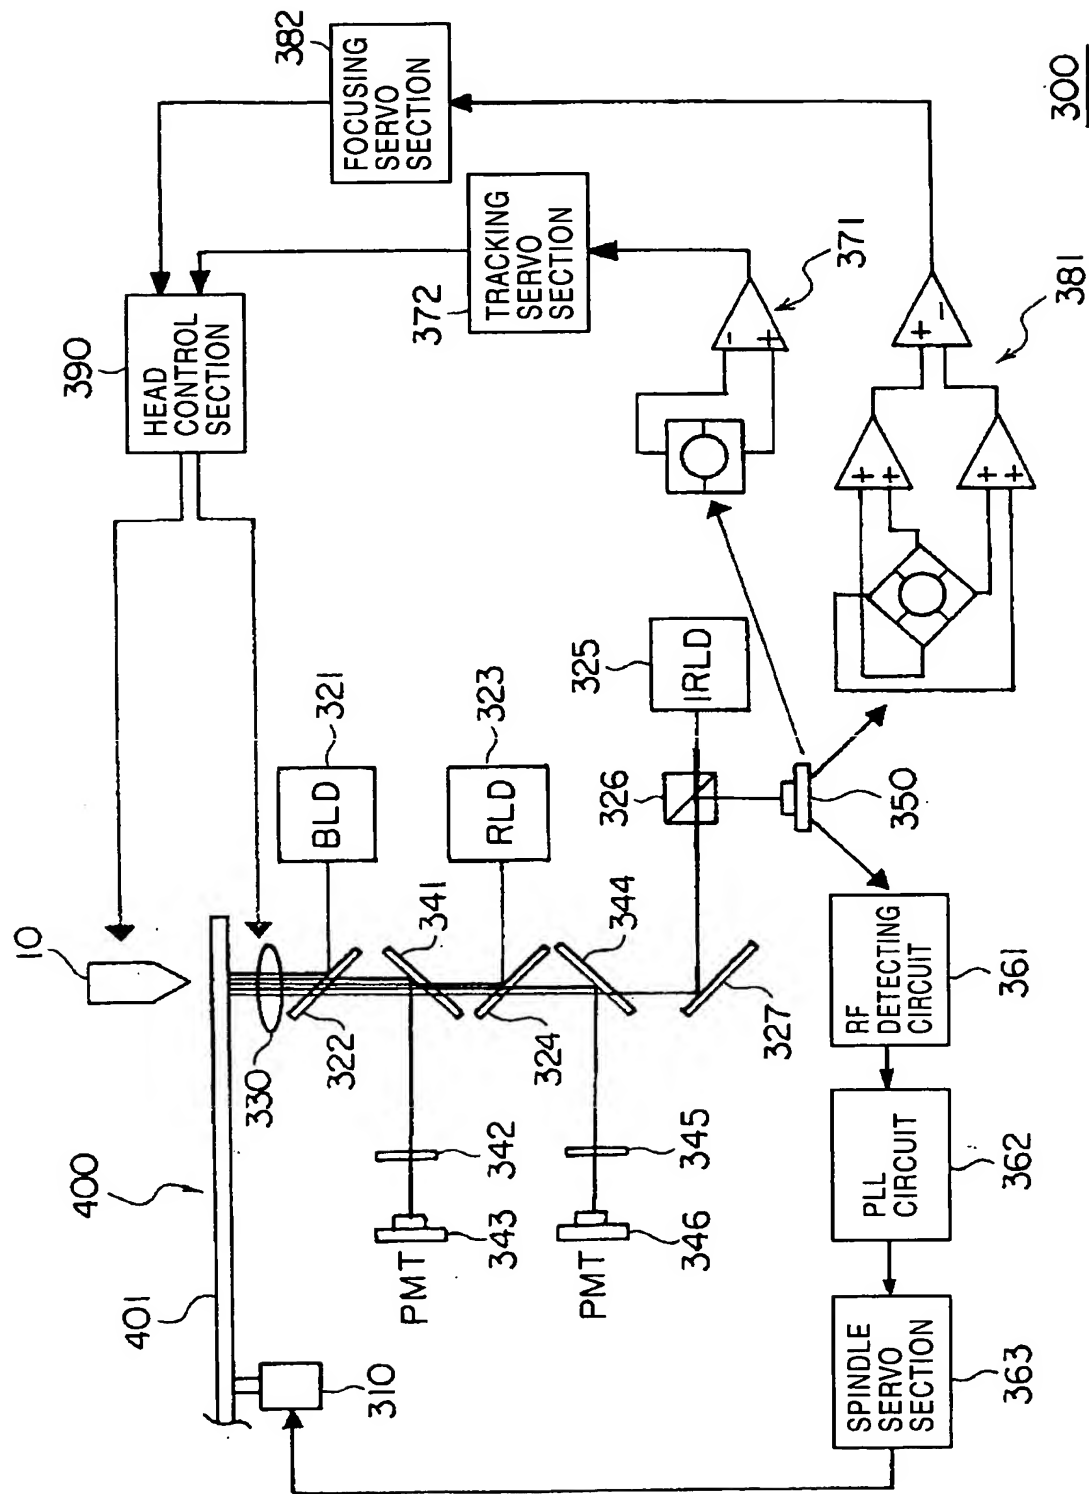 10
400
401
310
330
322
321
BLD
341
342
343
PMT
323
RLD
324
344
345
346
PMT
327
325
IRLD
326
350
390
HEAD
CONTROL
SECTION
372
TRACKING
SERVO
SECTION
FOCUSING
SERVO
SECTION
382
-
+
371
+
+
+
+
+
-
381
RF
DETECTING
CIRCUIT
361
PLL
CIRCUIT
362
SPINDLE
SERVO
SECTION
363
300